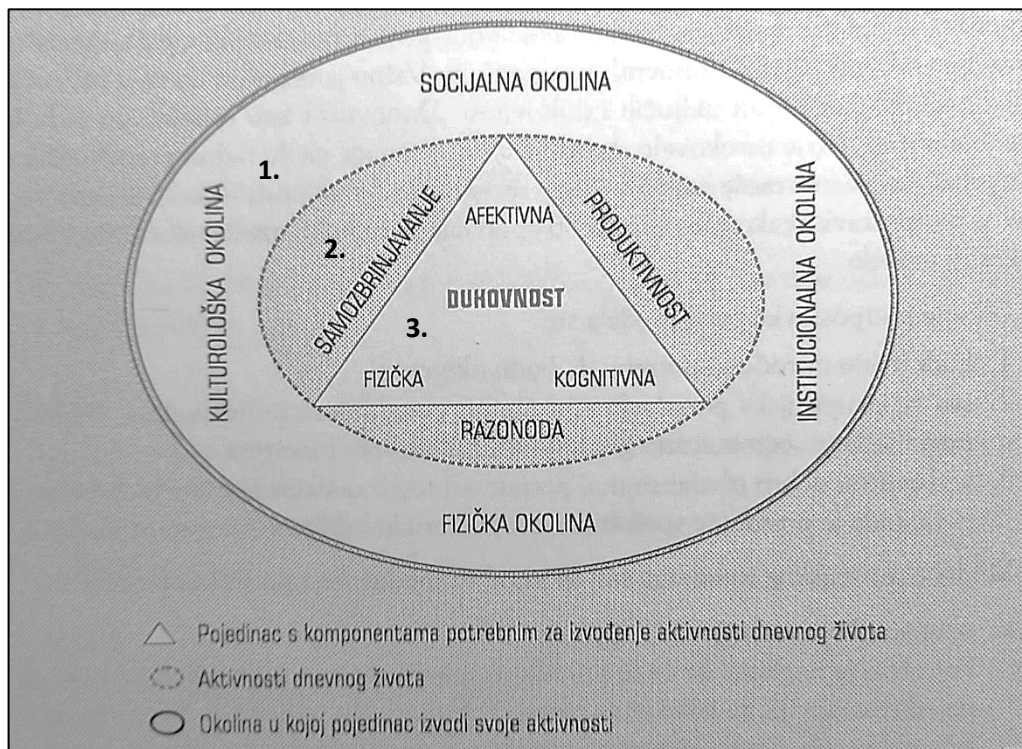 SOCIJALNA OKOLINA
1.
KULTUROLOŠKA OKOLINA
2.
SAMOZBRINJAVANJE
PRODUKTIVNOST
INSTITUCIONALNA OKOLINA
AFEKTIVNA
DUHOVNOST
3.
FIZIČKA
KOGNITIVNA
RAZONODA
FIZIČKA OKOLINA
Pojedinac s komponentama potrebnim za izvođenje aktivnosti dnevnog života
Aktivnosti dnevnog života
Okolina u kojoj pojedinac izvodi svoje aktivnosti